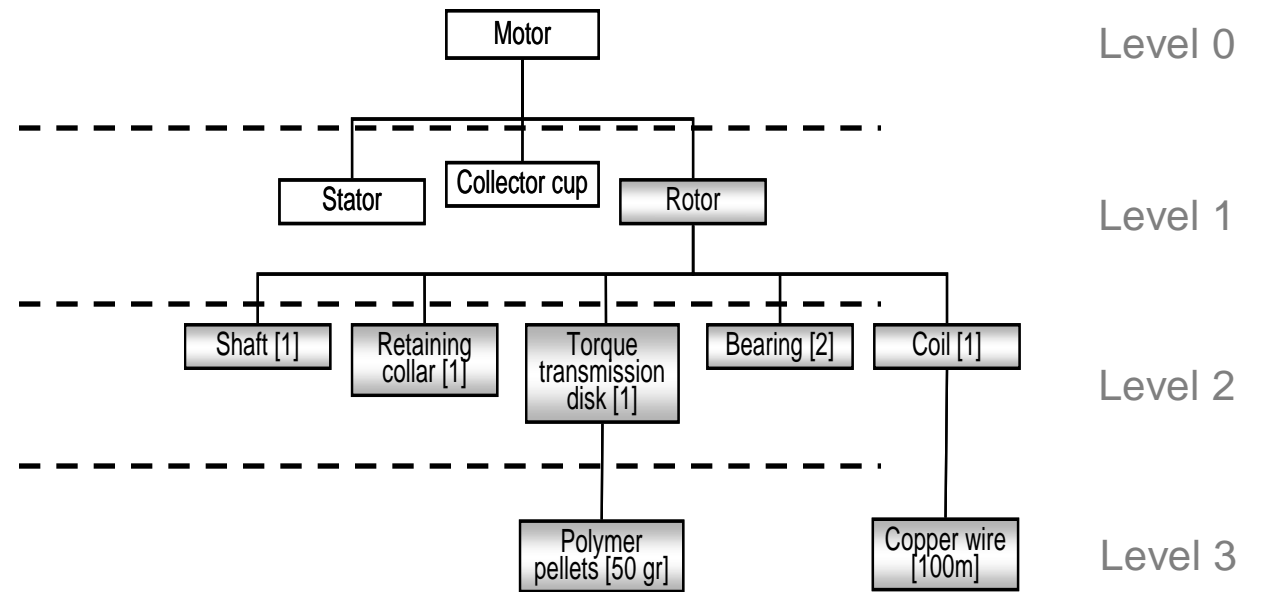 Motor
Level 0
Stator
Collector cup
Rotor
Level 1
Shaft [1]
Retaining
collar [1]
Torque
transmission
disk [1]
Bearing [2]
Coil [1]
Level 2
Polymer
pellets [50 gr]
Copper wire
[100m]
Level 3